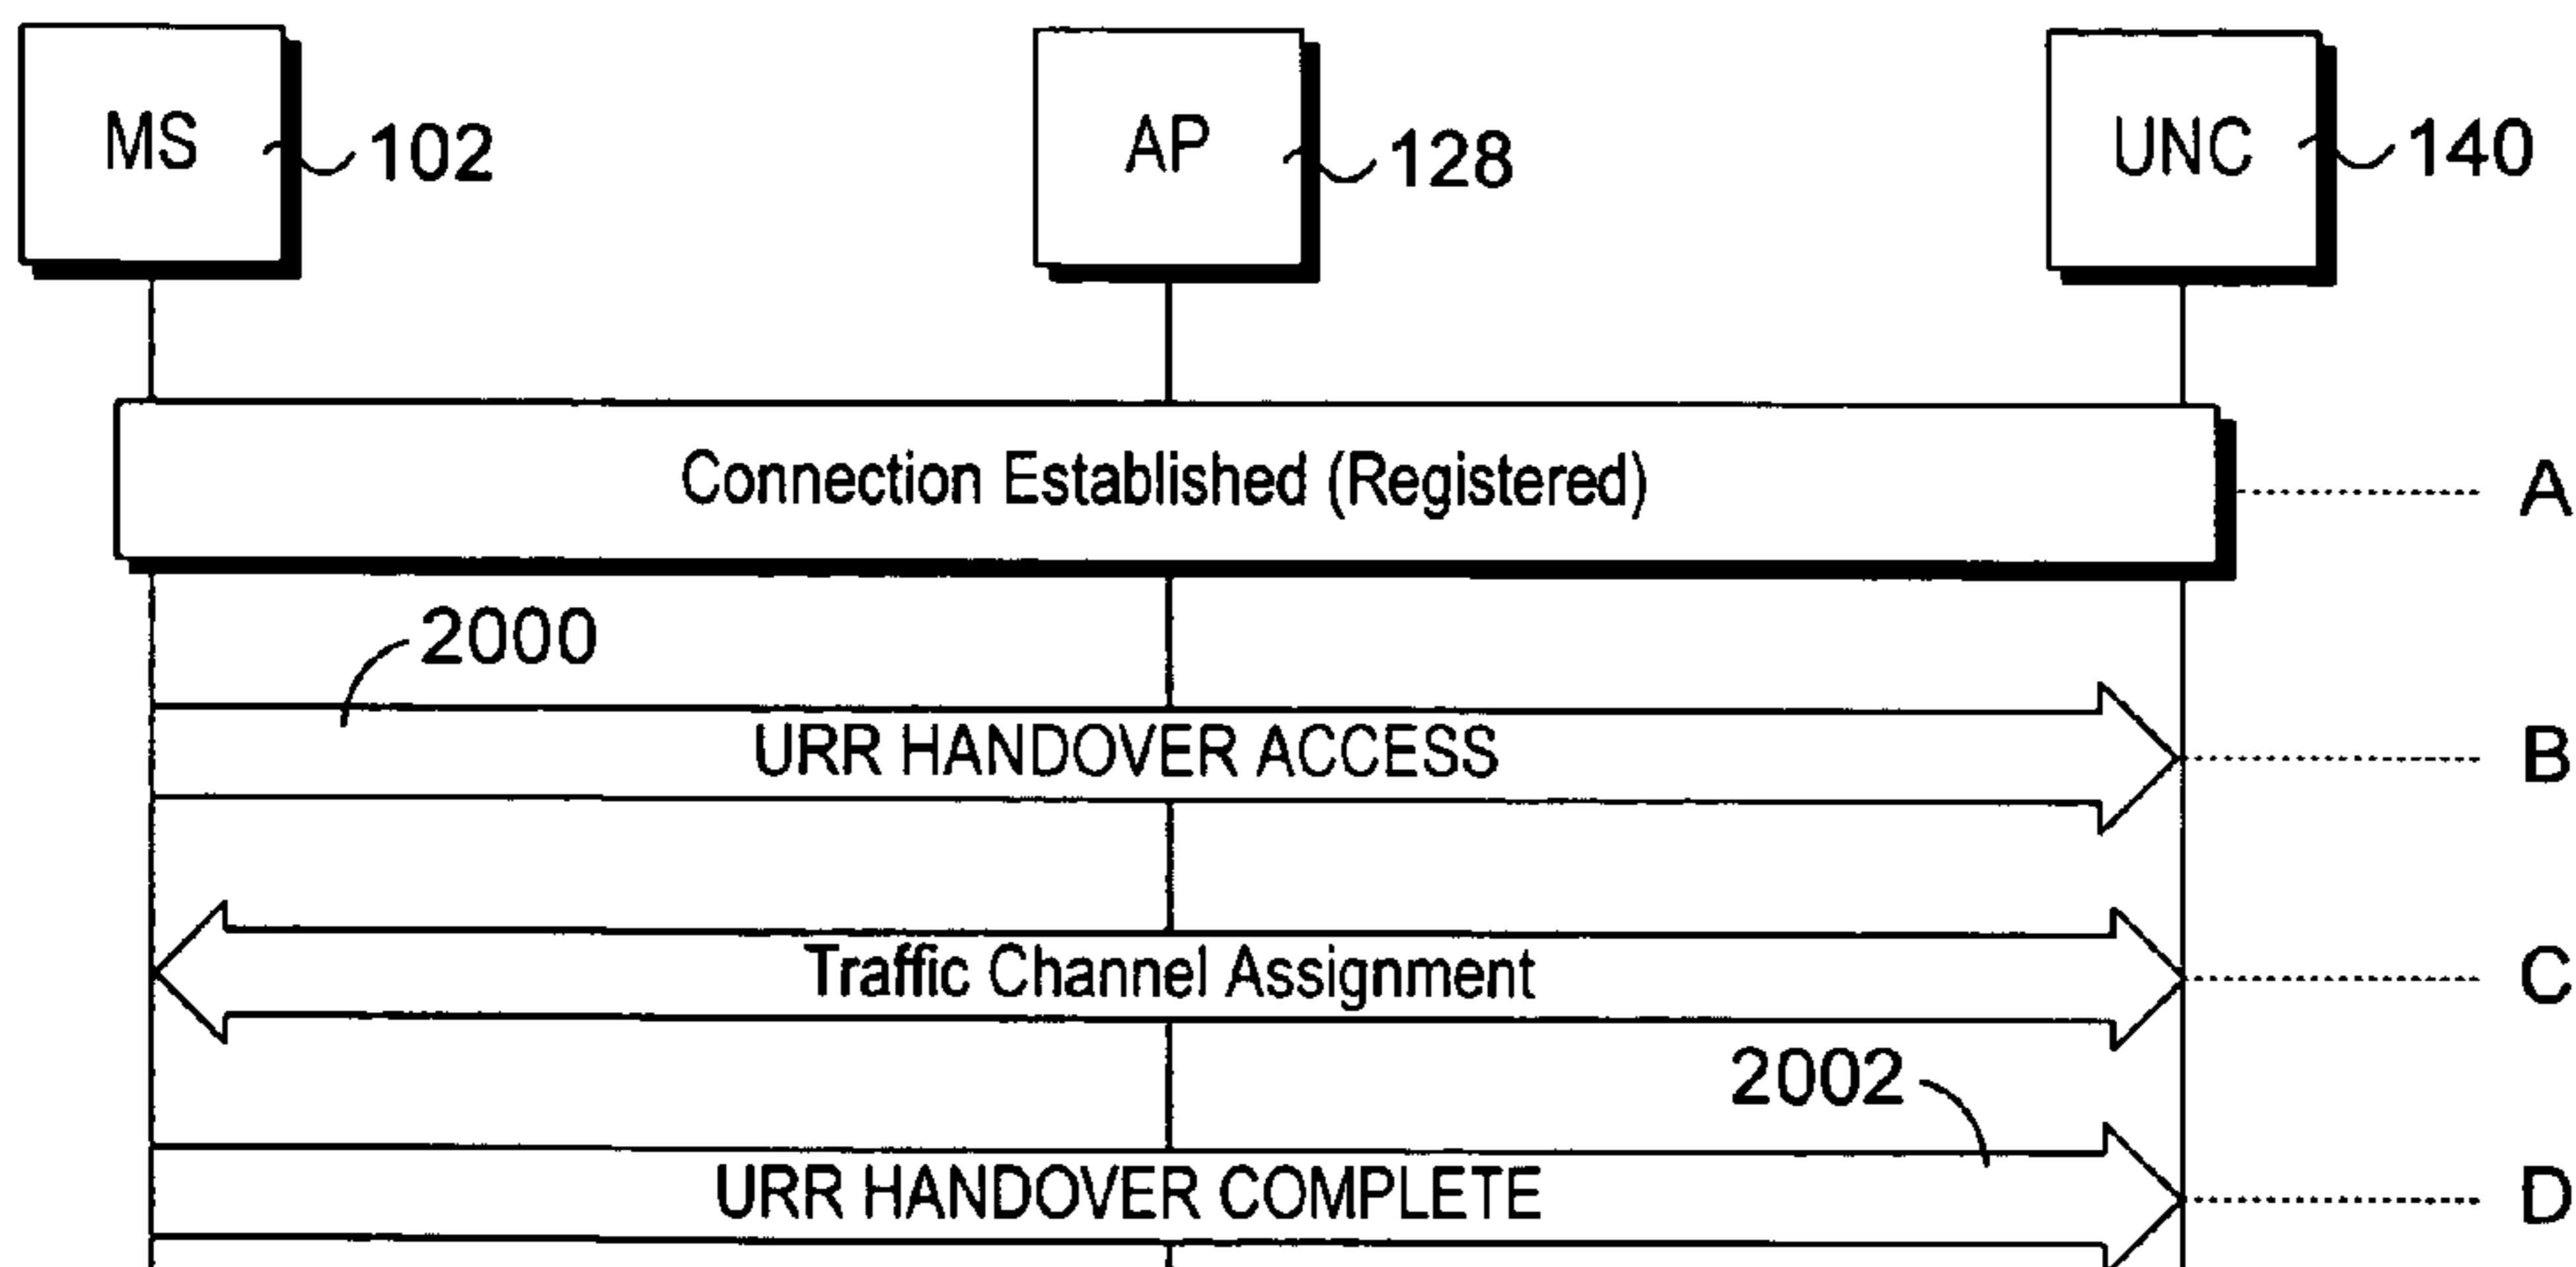 MS
102
AP
128
UNC
140
Connection Established (Registered)
A
2000
URR HANDOVER ACCESS
B
Traffic Channel Assignment
C
2002
URR HANDOVER COMPLETE
D